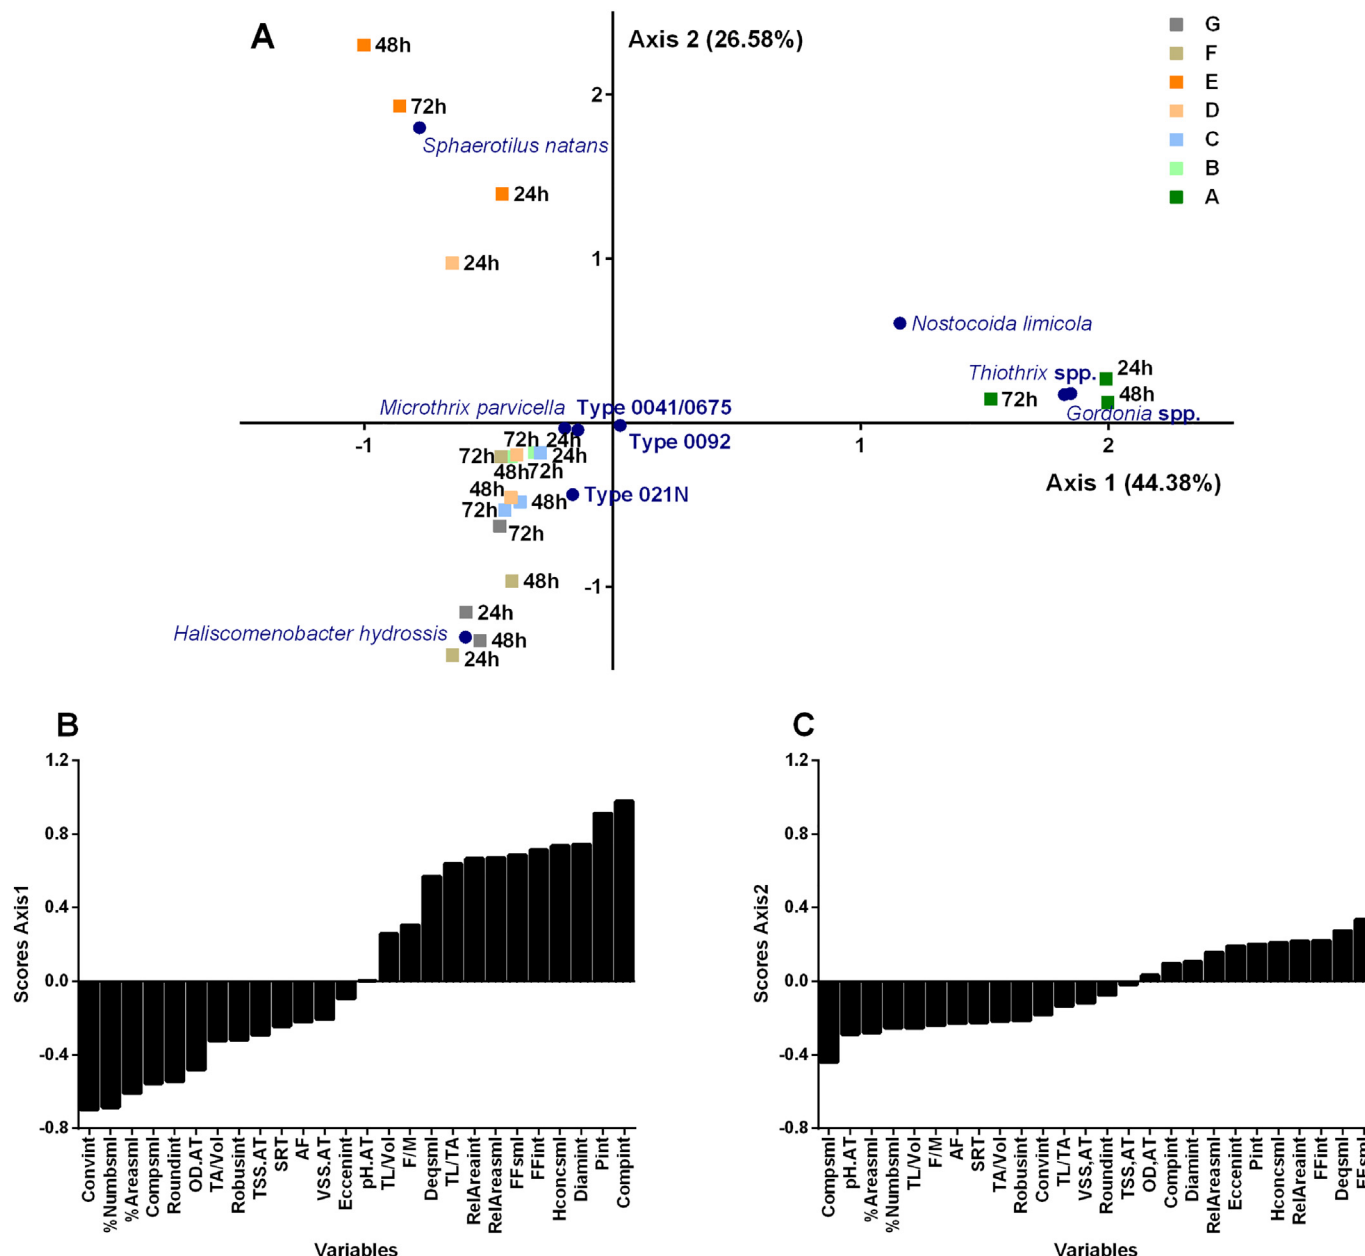 A
Axis 2 (26.58%)
G
F
E
D
C
B
A
48h
2
72h
Sphaerotilus natans
24h
1
24h
Nostocoida limicola
Thiothrix spp.
24h
72h
48h
Gordonia spp.
Microthrix parvicella
Type 0041/0675
-1
1
2
Type 0092
72h
24h
72h
24h
48h
72h
Axis 1 (44.38%)
48h
Type 021N
48h
72h
72h
48h
-1
24h
Haliscomenobacter hydrossis
48h
24h
B
1.2
0.8
0.4
0.0
-0.4
-0.8
Scores Axis1
Convint
%Numbsml
%Areasml
Compsml
Roundint
OD.AT
TA/Vol
Robusint
TSS.AT
SRT
AF
VSS.AT
Eccenint
pH.AT
TL/Vol
F/M
Deqsml
TL/TA
RelAreaint
RelAreasml
FFsml
FFint
Hconcsml
Diamint
Pint
Compint
Variables
C
1.2
0.8
0.4
0.0
-0.4
-0.8
Scores Axis2
Compsml
pH.AT
%Areasml
%Numbsml
TL/Vol
F/M
AF
SRT
TA/Vol
Robusint
Convint
TL/TA
VSS.AT
Roundint
TSS,AT
OD,AT
Compint
Diamint
RelAreasml
Eccenint
Pint
Hconcsml
RelAreaint
FFint
Deqsml
Variables